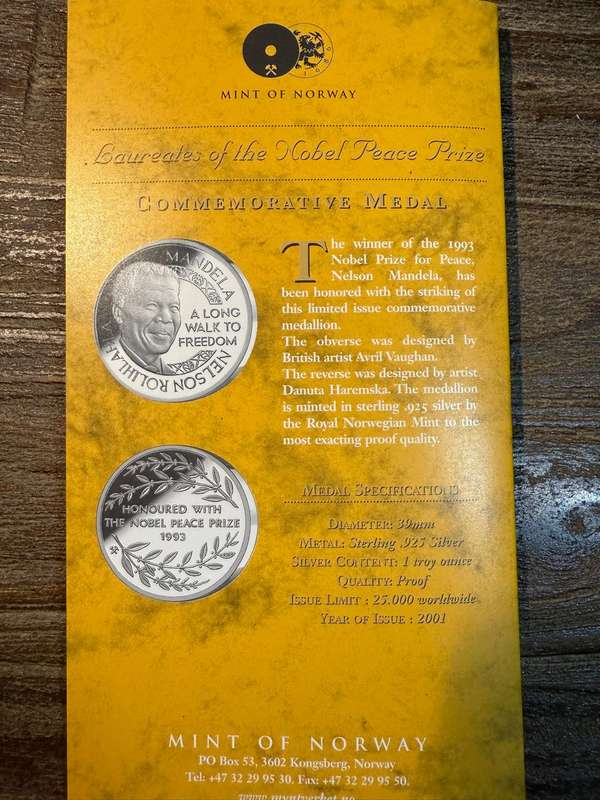 1686
MINT OF NORWAY
Laureates of the Nobel Peace Prize
COMMEMORATIVE MEDAL
NELSON ROLIHLAHLA MANDELA
A LONG
WALK TO
FREEDOM
The winner of the 1993
Nobel Prize for Peace,
Nelson Mandela, has
been honored with the striking of
this limited issue commemorative
medallion.
The obverse was designed by
British artist Avril Vaughan.
The reverse was designed by artist
Danuta Haremska. The medallion
is minted in sterling .925 silver by
the Royal Norwegian Mint to the
most exacting proof quality.
HONOURED WITH
THE NOBEL PEACE PRIZE
1993
MEDAL SPECIFICATIONS
DIAMETER: 39mm
METAL: Sterling .925 Silver
SILVER CONTENT: 1 troy ounce
QUALITY: Proof
ISSUE LIMIT : 25.000 worldwide
YEAR OF ISSUE : 2001
MINT OF NORWAY
PO Box 53, 3602 Kongsberg, Norway
Tel: +47 32 29 95 30. Fax: +47 32 29 95 50.
www.myntverket.no